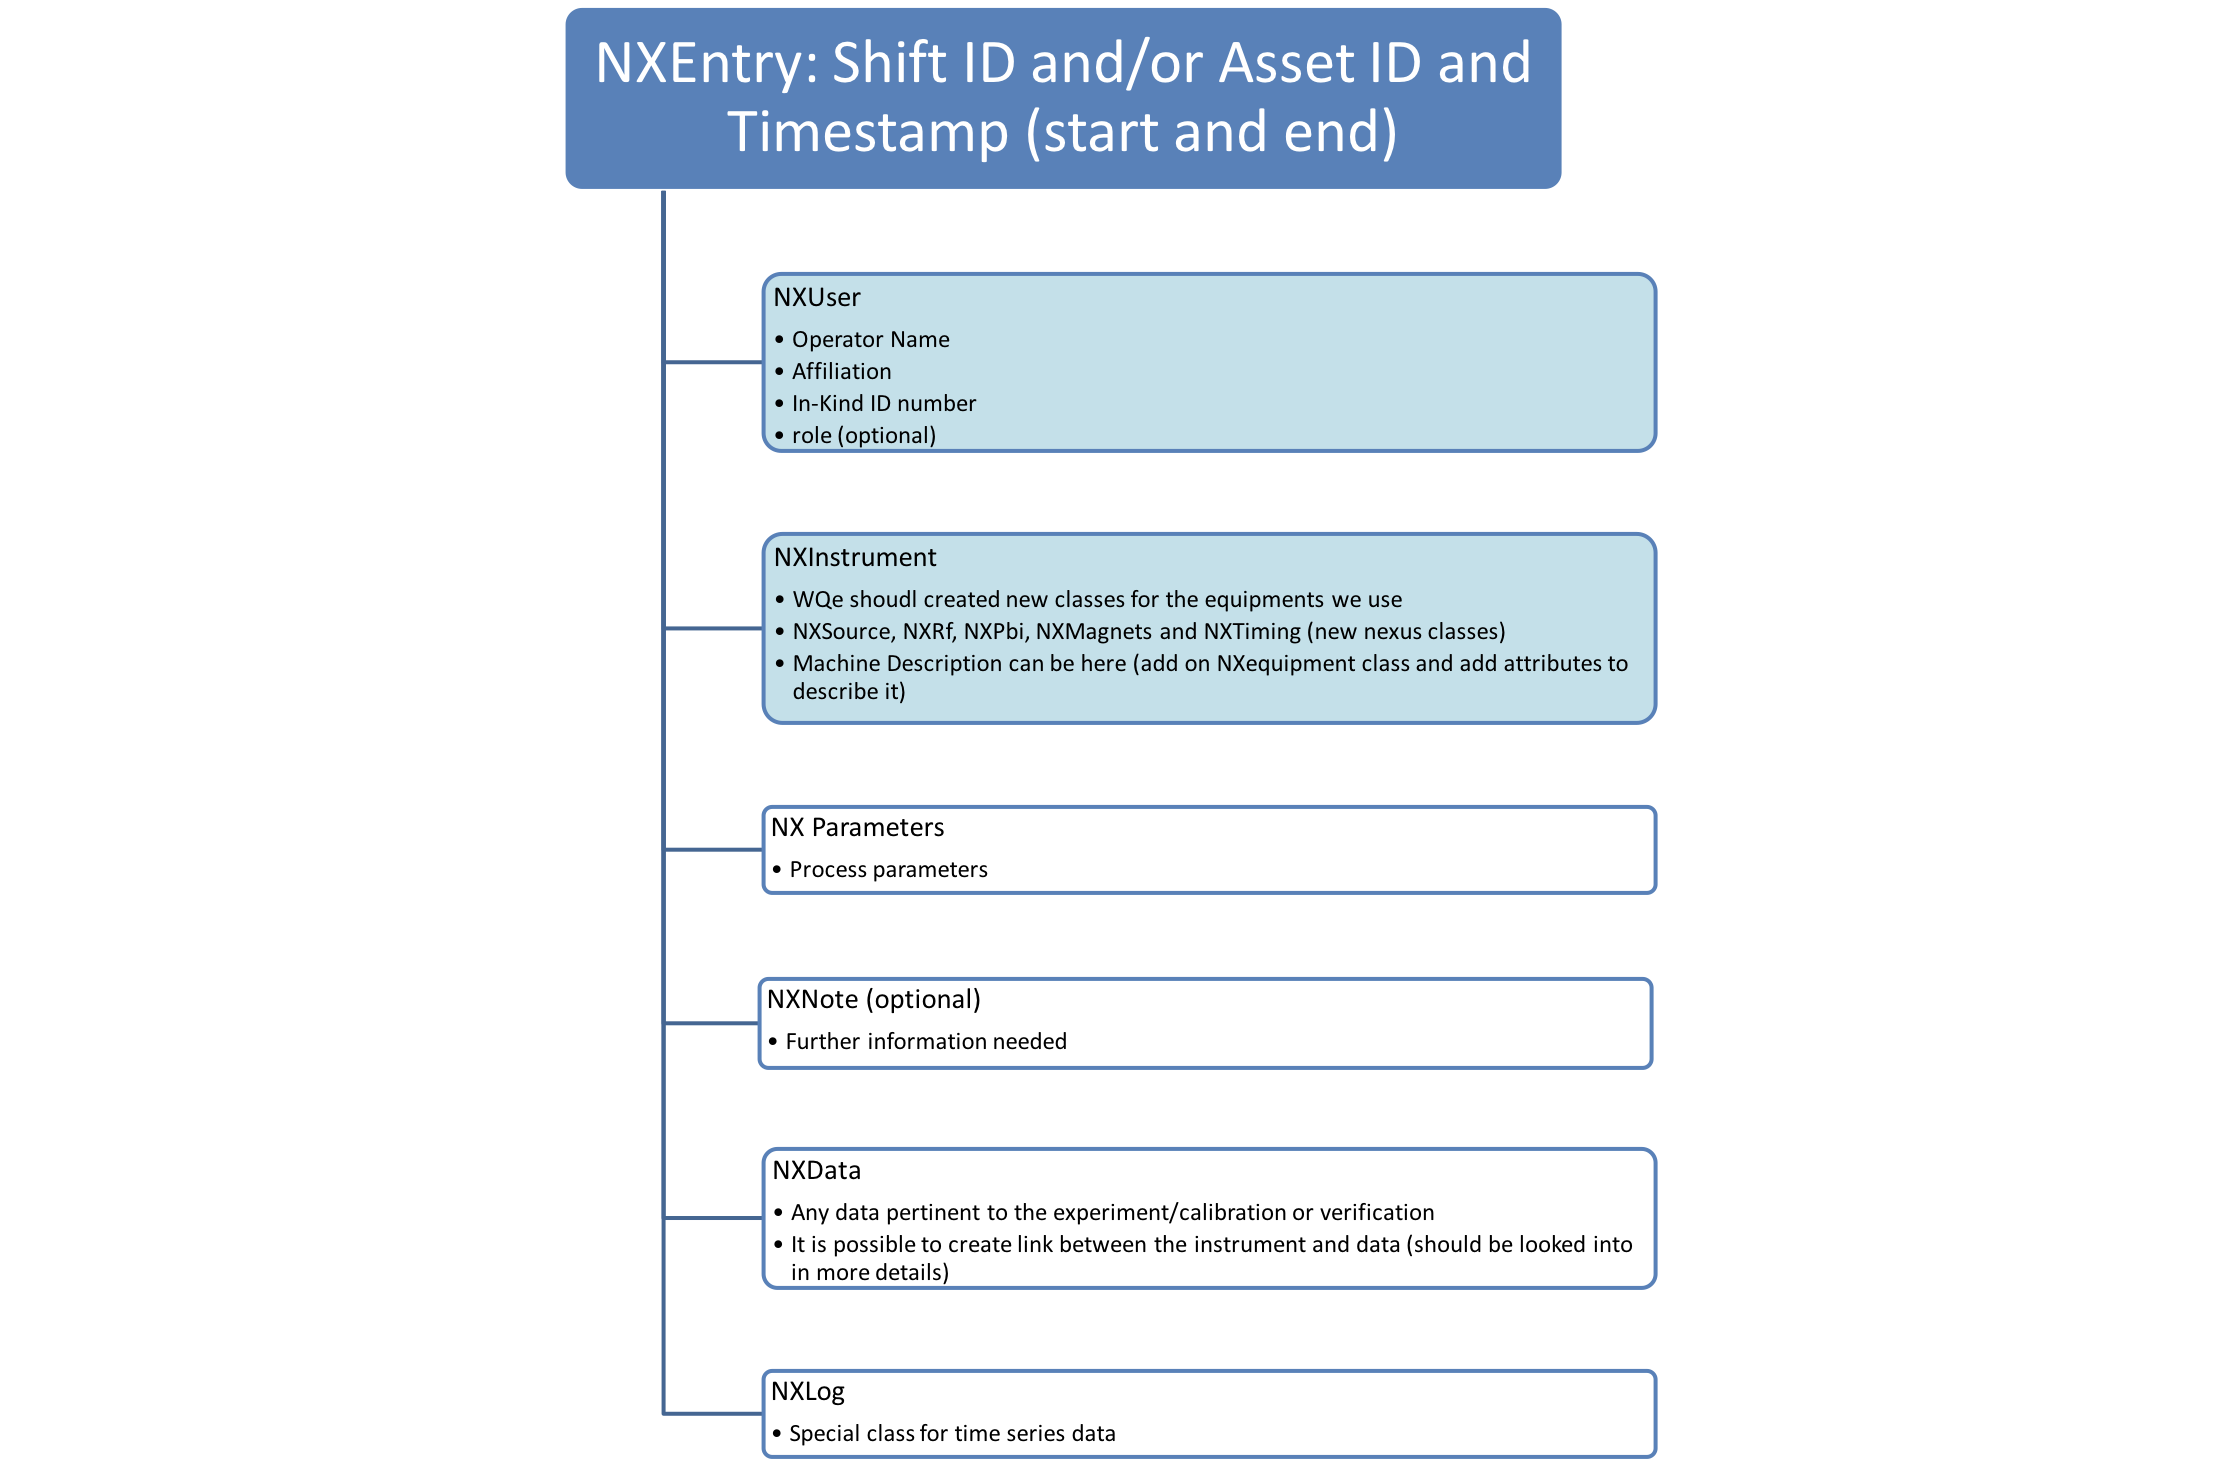 NXEntry: Shift ID and/or Asset ID and
Timestamp (start and end)
NXUser
• Operator Name
• Affiliation
• In-Kind ID number
• role (optional)
NXInstrument
• WQe shoudl created new classes for the equipments we use
• NXSource, NXRf, NXPbi, NXMagnets and NXTiming (new nexus classes)
• Machine Description can be here (add on NXequipment class and add attributes to
describe it)
NX Parameters
• Process parameters
NXNote (optional)
• Further information needed
NXData
• Any data pertinent to the experiment/calibration or verification
• It is possible to create link between the instrument and data (should be looked into
in more details)
NXLog
• Special class for time series data